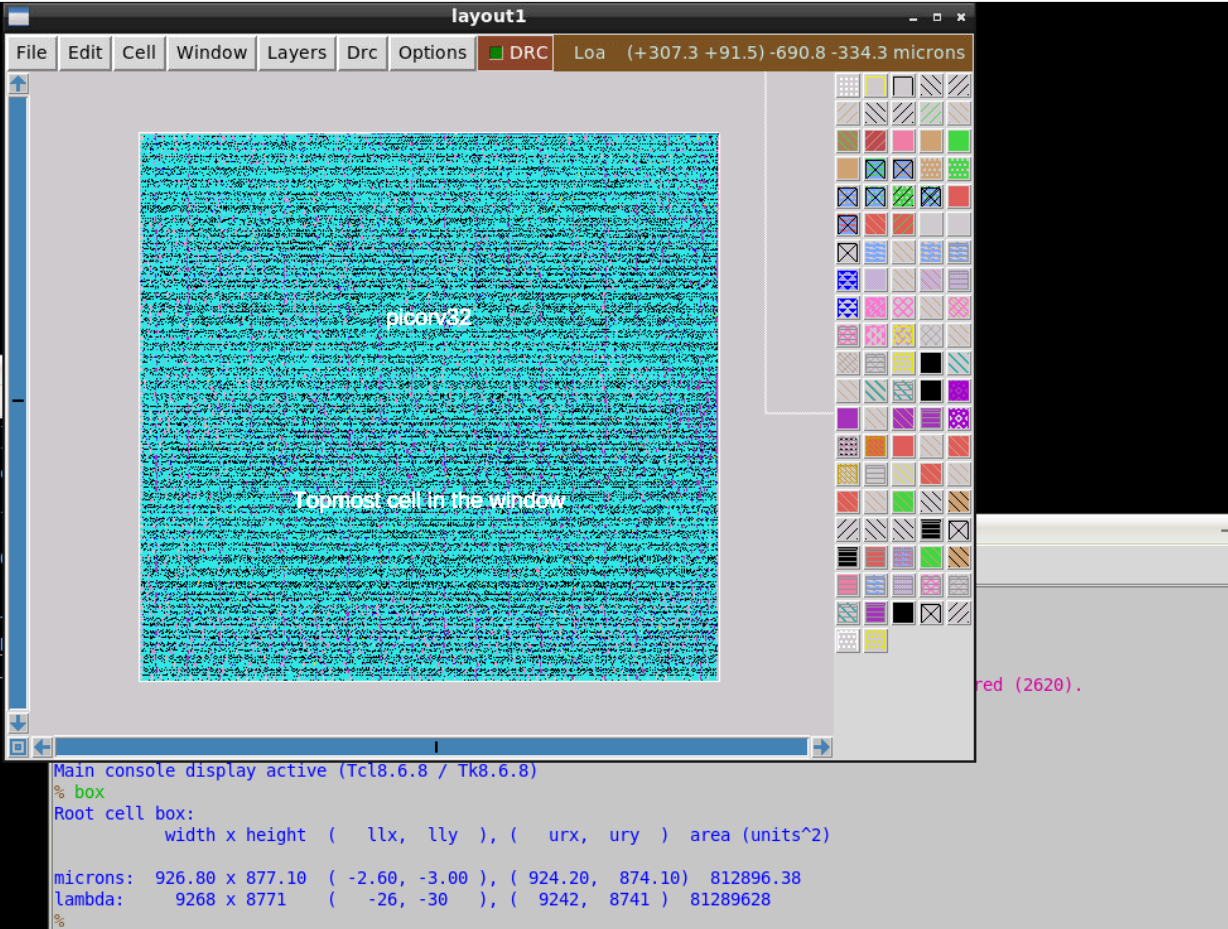 layout1
File Edit Cell Window Layers Drc Options DRC Loa (+307.3 +91.5) -690.8 -334.3 microns
picorv32
Topmost cell in the window
red (2620).
Main console display active (Tcl8.6.8 / Tk8.6.8)
% box
Root cell box:
width x height ( llx, lly ), ( urx, ury ) area (units^2)
microns: 926.80 x 877.10 ( -2.60, -3.00 ), ( 924.20, 874.10) 812896.38
lambda: 9268 x 8771 ( -26, -30 ), ( 9242, 8741 ) 81289628
%